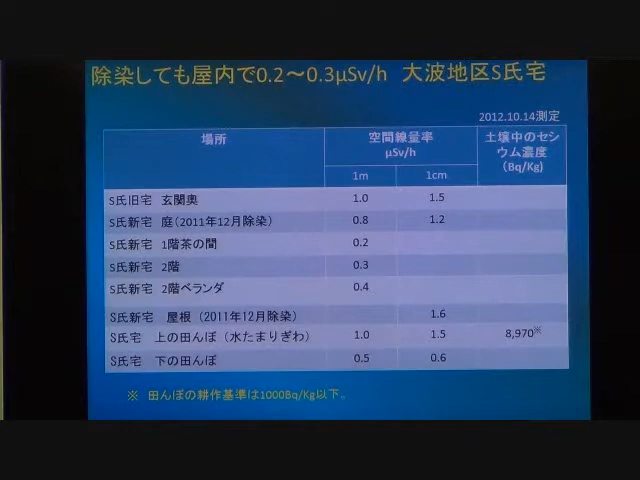 除染しても屋内で0.2～0.3μSv/h 大波地区S氏宅
2012.10.14測定
場所
空間線量率
μSv/h
土壌中のセシ
ウム濃度
(Bq/Kg)
1m 1cm
S氏旧宅 玄関奥 1.0 1.5
S氏新宅 庭(2011年12月除染) 0.8 1.2
S氏新宅 1階茶の間 0.2
S氏新宅 2階 0.3
S氏新宅 2階ベランダ 0.4
S氏新宅 屋根 (2011年12月除染) 1.6
S氏宅 上の田んぼ (水たまりぎわ) 1.0 1.5 8,970※
S氏宅 下の田んぼ 0.5 0.6
※ 田んぼの耕作基準は1000Bq/Kg以下。